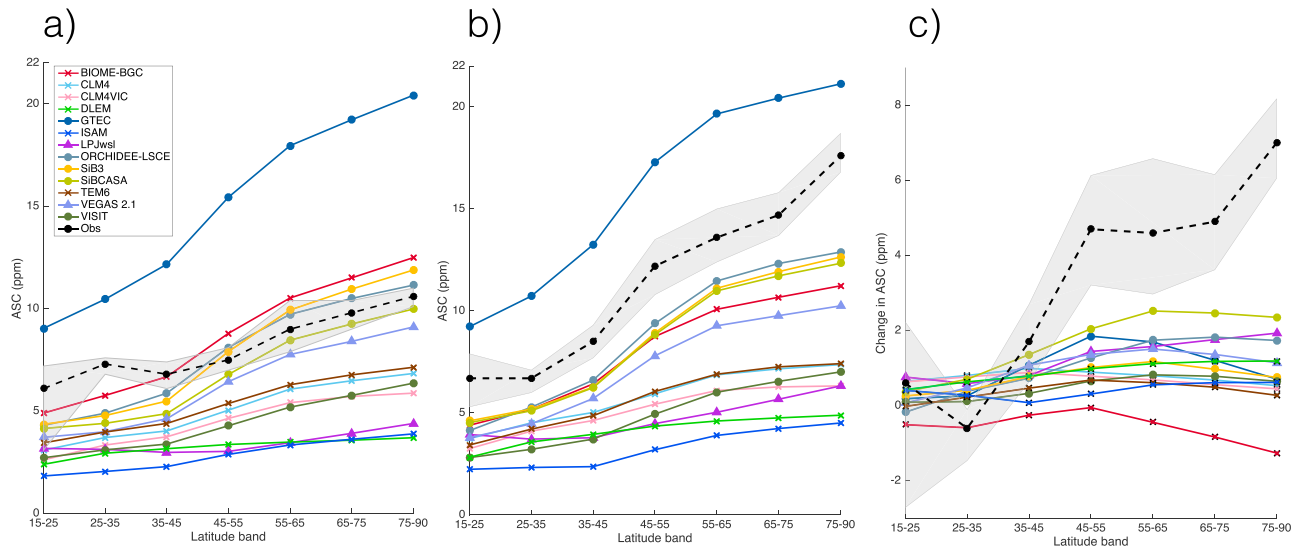 a)
22
20
15
10
5
0
ASC (ppm)
BIOME-BGC
CLM4
CLM4VIC
DLEM
GTEC
ISAM
LPJwsl
ORCHIDEE-LSCE
SiB3
SiBCASA
TEM6
VEGAS 2.1
VISIT
Obs
15-25 25-35 35-45 45-55 55-65 65-75 75-90
Latitude band
b)
22
20
15
10
5
0
ASC (ppm)
15-25 25-35 35-45 45-55 55-65 65-75 75-90
Latitude band
c)
8
6
4
2
0
-2
Change in ASC (ppm)
15-25 25-35 35-45 45-55 55-65 65-75 75-90
Latitude band